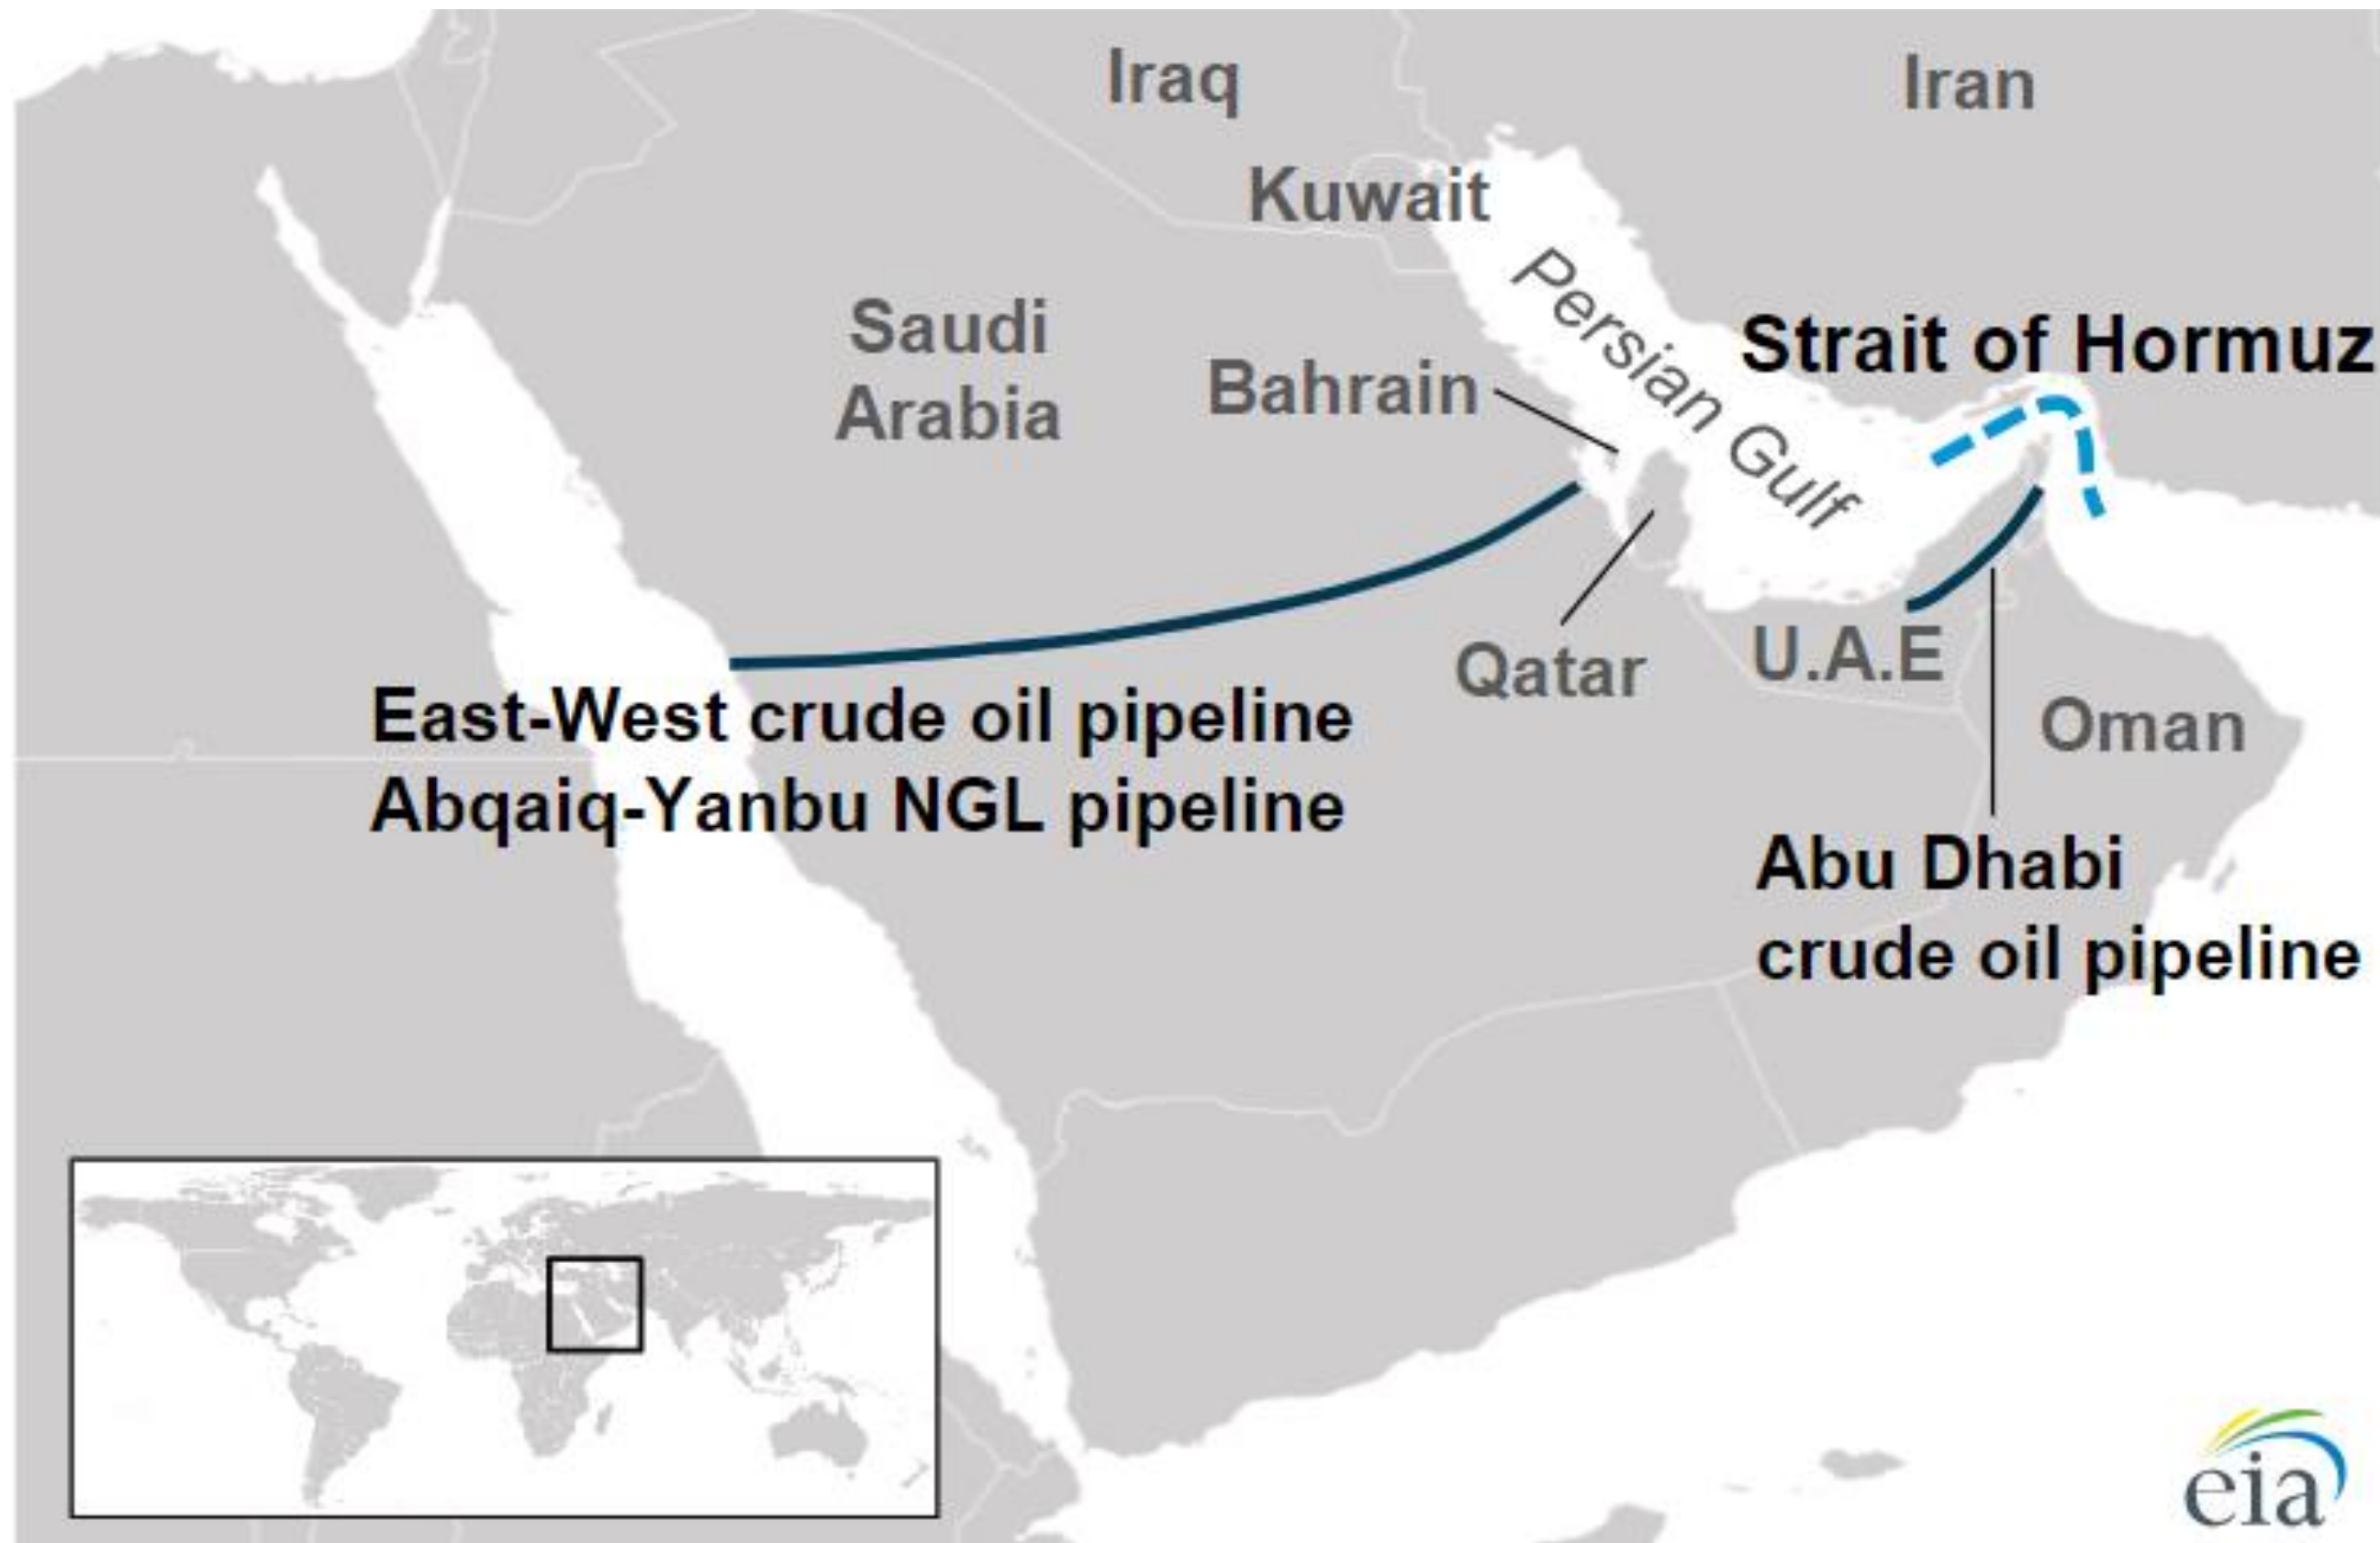 Iraq
Iran
Kuwait
Persian Gulf
Saudi
Arabia
Strait of Hormuz
Bahrain
Qatar
U.A.E
Oman
East-West crude oil pipeline
Abqaiq-Yanbu NGL pipeline
Abu Dhabi
crude oil pipeline
eia